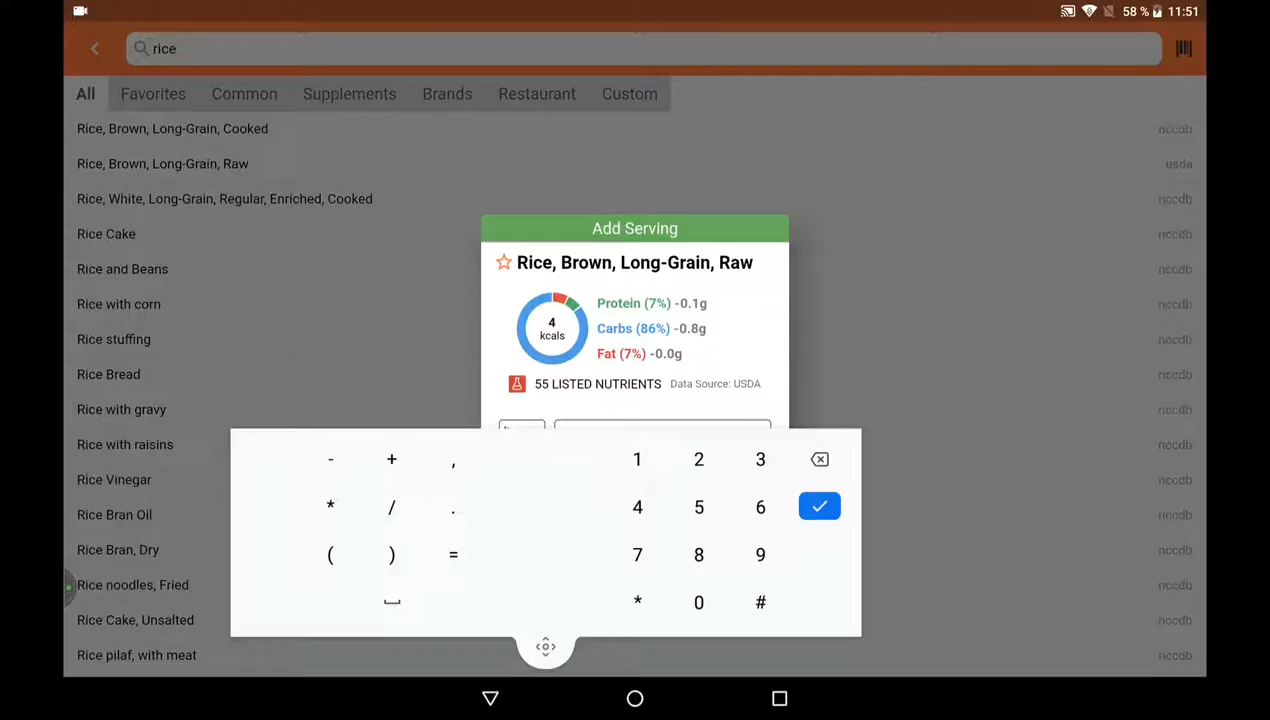 58 % 11:51
rice
All Favorites Common Supplements Brands Restaurant Custom
Rice, Brown, Long-Grain, Cooked nccdb
Rice, Brown, Long-Grain, Raw usda
Rice, White, Long-Grain, Regular, Enriched, Cooked nccdb
Rice Cake nccdb
Rice and Beans nccdb
Rice with corn nccdb
Rice stuffing nccdb
Rice Bread nccdb
Rice with gravy nccdb
Rice with raisins nccdb
Rice Vinegar nccdb
Rice Bran Oil nccdb
Rice Bran, Dry nccdb
Rice noodles, Fried nccdb
Rice Cake, Unsalted nccdb
Rice pilaf, with meat nccdb
Add Serving
Rice, Brown, Long-Grain, Raw
4
kcals
Protein (7%) -0.1g
Carbs (86%) -0.8g
Fat (7%) -0.0g
55 LISTED NUTRIENTS Data Source: USDA
- + , 1 2 3
* / . 4 5 6
( ) = 7 8 9
* 0 #